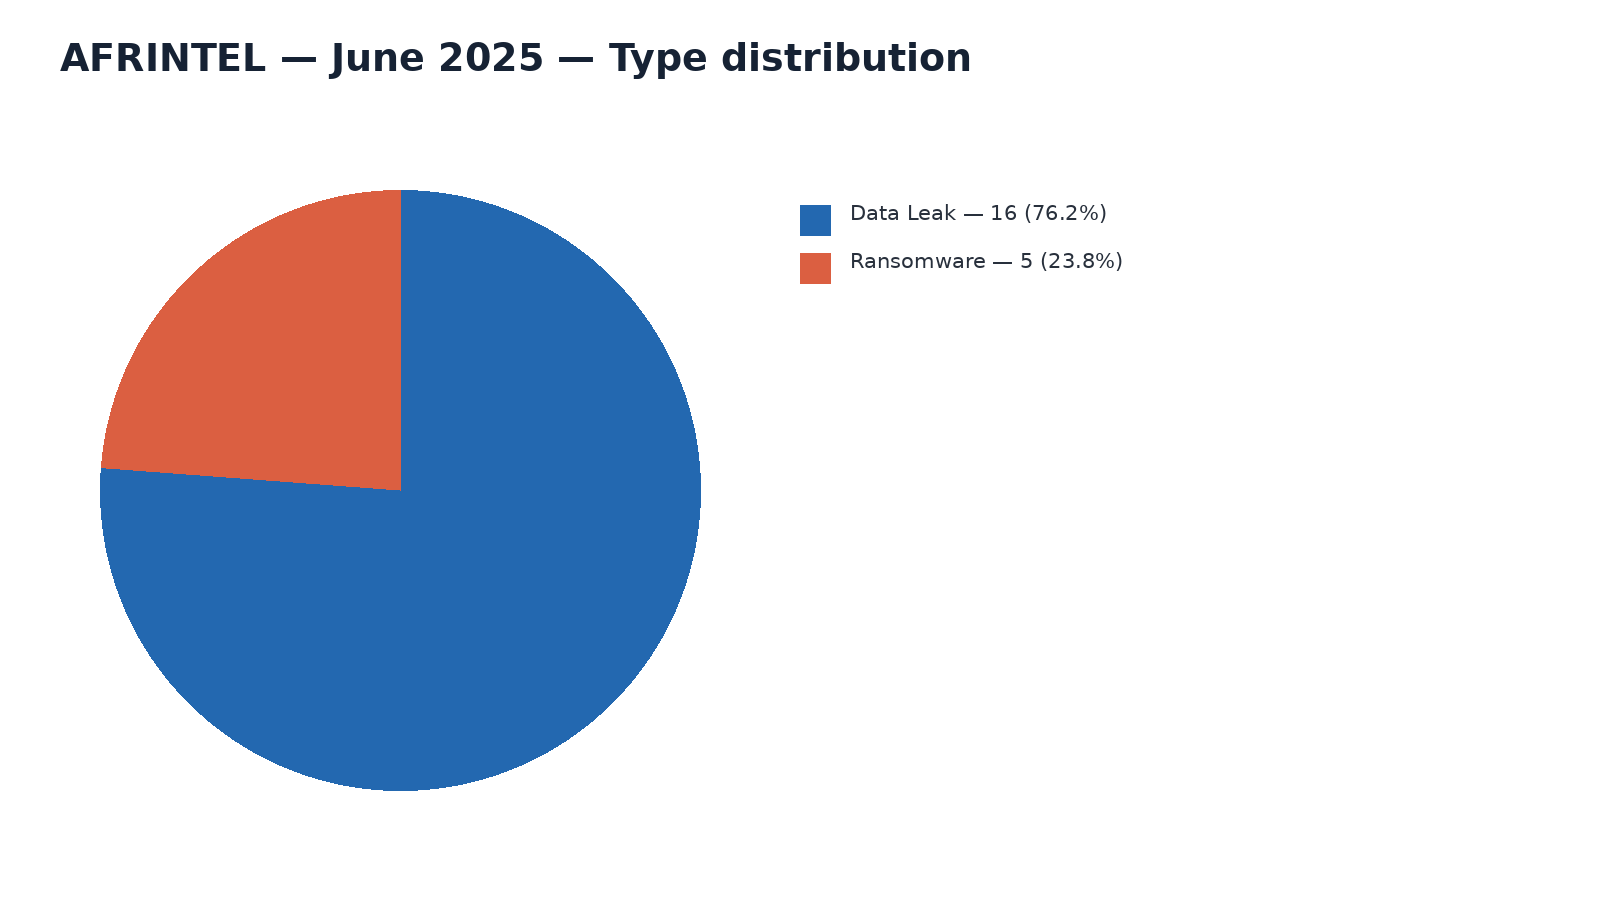 AFRINTEL — June 2025 — Type distribution
Data Leak — 16 (76.2%)
Ransomware — 5 (23.8%)